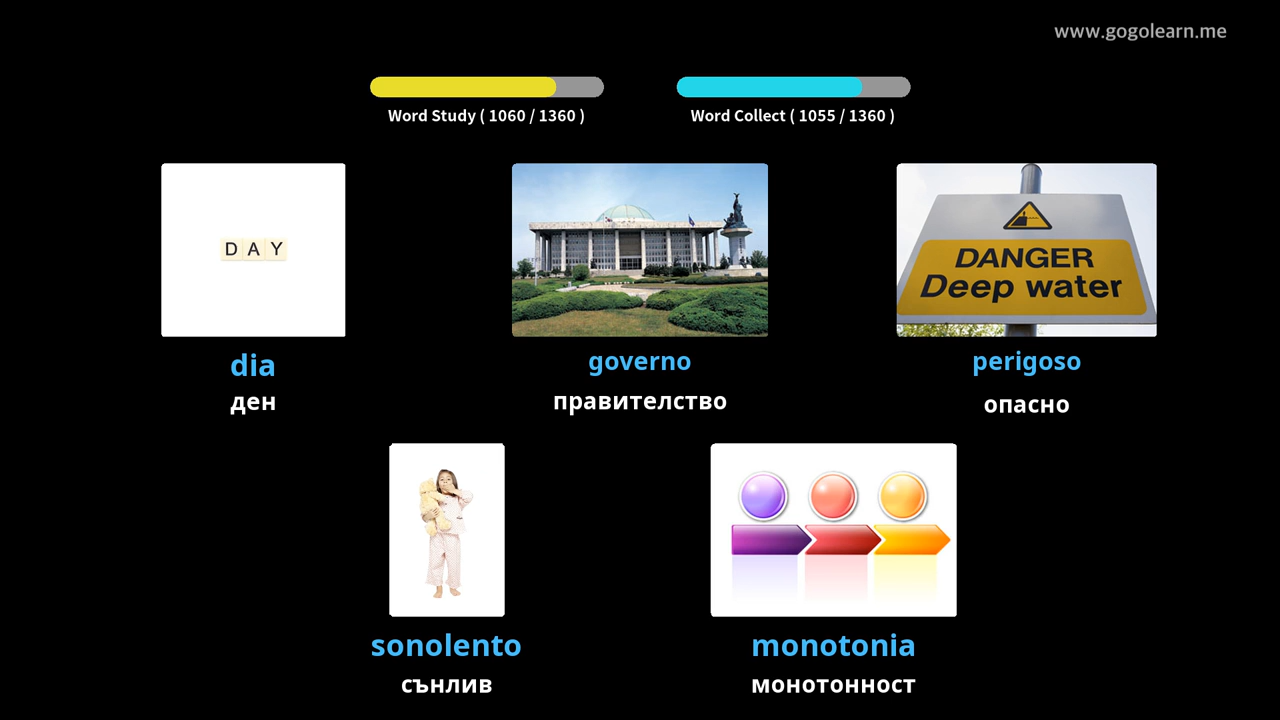 www.gogolearn.me
Word Study ( 1060 / 1360 )
Word Collect ( 1055 / 1360 )
DAY
DANGER
Deep water
dia
governo
perigoso
ден
правителство
опасно
sonolento
monotonia
сънлив
монотонност